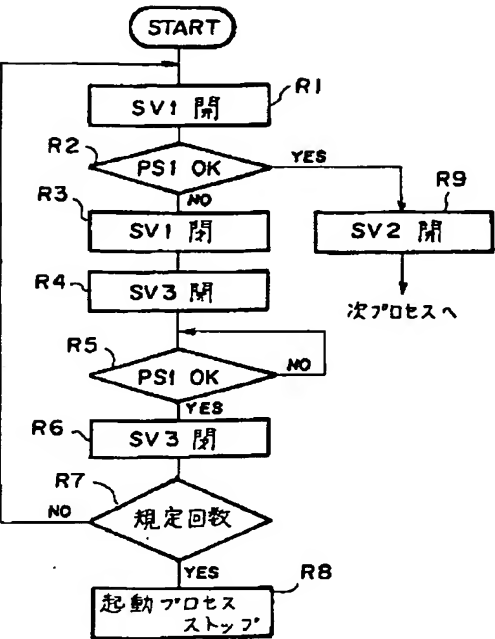 START
R1
SV1 開
R2
PS1 OK
YES
NO
R9
SV2 開
次プロセスへ
R3
SV1 閉
R4
SV3 開
R5
PS1 OK
NO
YES
R6
SV3 閉
R7
規定回数
NO
YES
R8
起動プロセス
ストップ